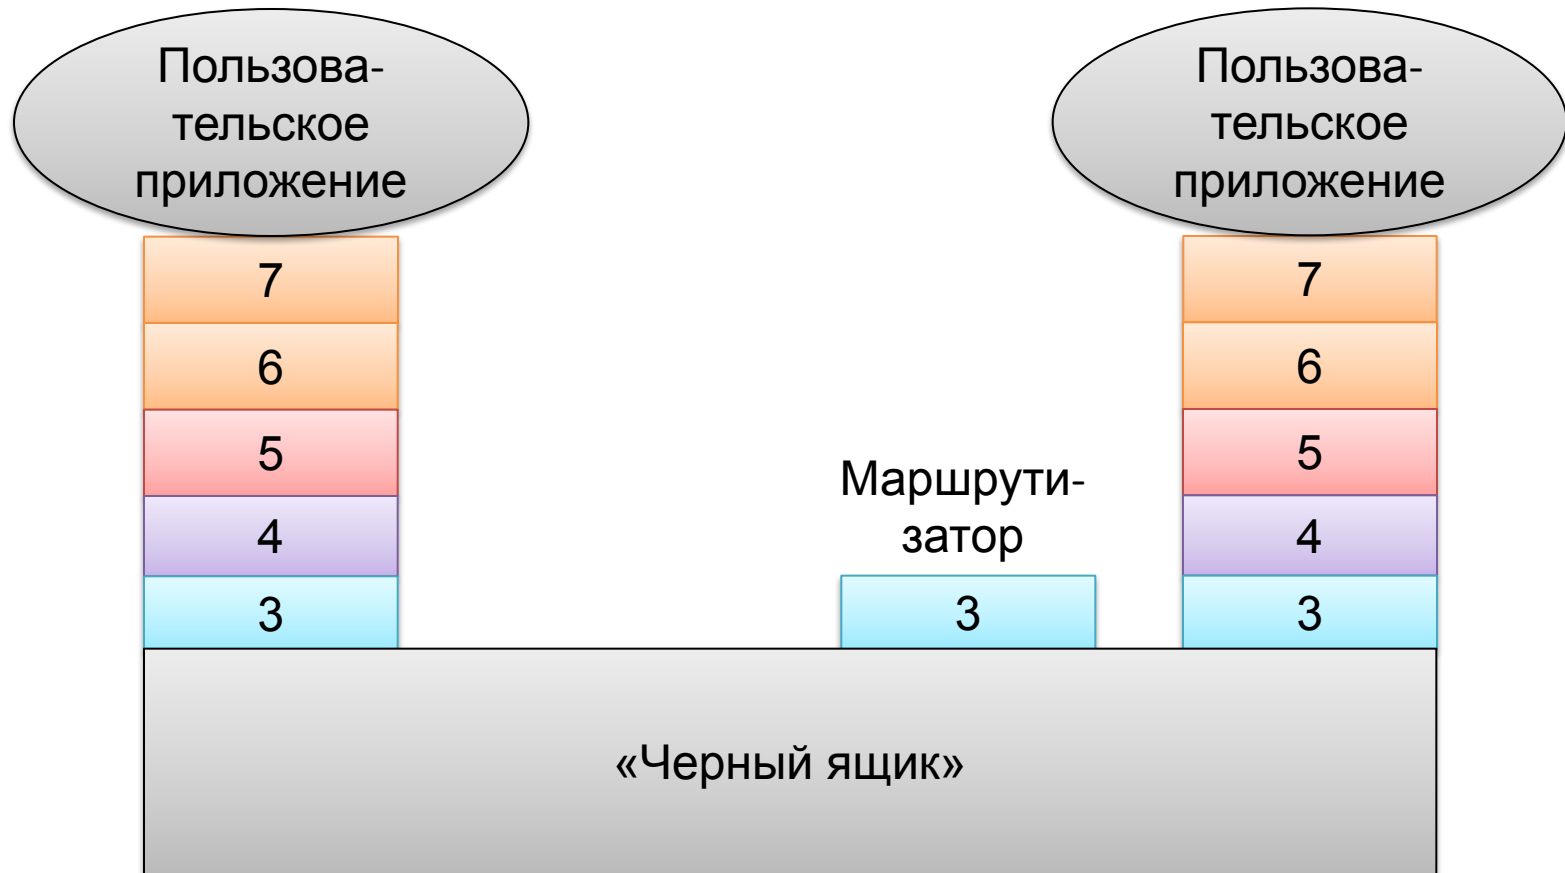 Пользова-
тельское
приложение
Пользова-
тельское
приложение
7
6
5
4
3
Маршрути-
затор
3
7
6
5
4
3
«Черный ящик»